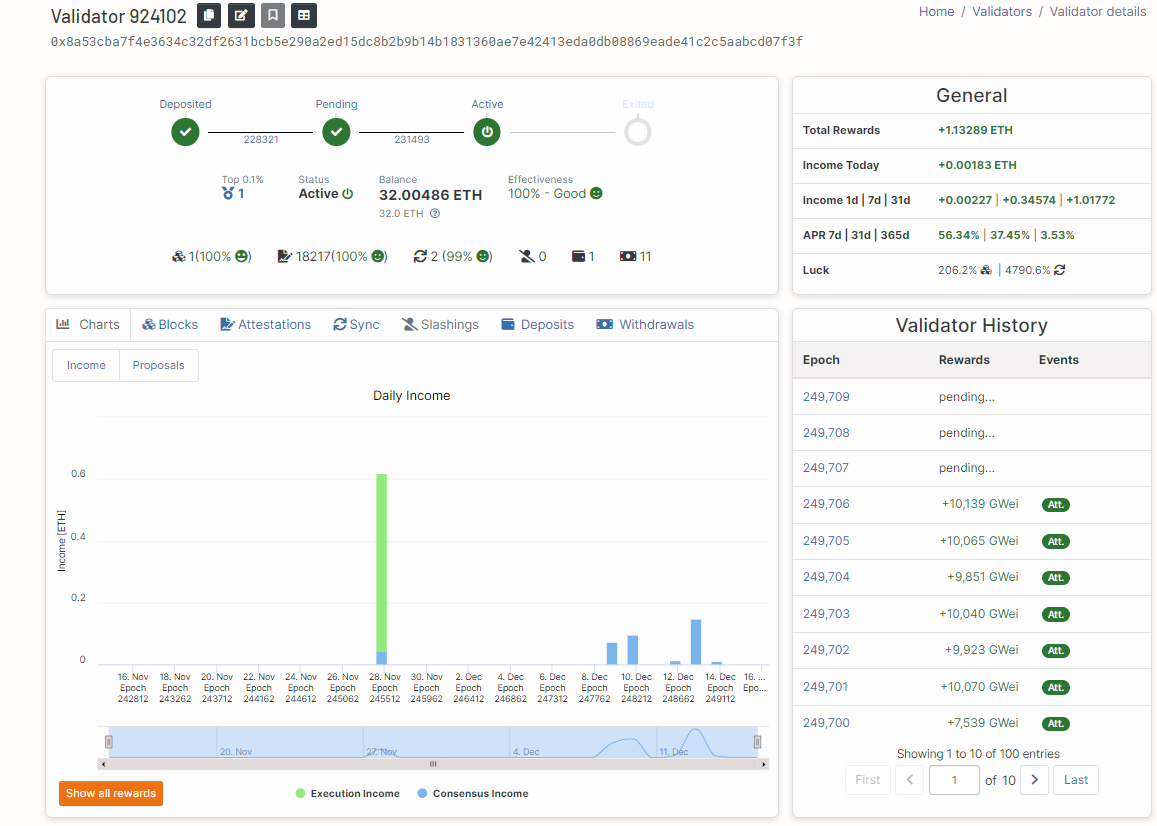 Validator 924102
Home / Validators / Validator details
0x8a53cba7f4e3634c32df2631bcb5e290a2ed15dc8b2b9b14b1831360ae7e42413eda0db08869eade41c2c5aabcd07f3f
Deposited Pending Active Exited
228321 231493
Top 0.1% Status Balance Effectiveness
1 Active 32.00486 ETH 100% - Good
32.0 ETH
1(100% ) 18217(100% ) 2 (99% ) 0 1 11
General
Total Rewards +1.13289 ETH
Income Today +0.00183 ETH
Income 1d | 7d | 31d +0.00227 | +0.34574 | +1.01772
APR 7d | 31d | 365d 56.34% | 37.45% | 3.53%
Luck 206.2% | 4790.6%
Charts Blocks Attestations Sync Slashings Deposits Withdrawals
Income Proposals
Daily Income
Income [ETH]
0.6
0.4
0.2
0
16. Nov 18. Nov 20. Nov 22. Nov 24. Nov 26. Nov 28. Nov 30. Nov 2. Dec 4. Dec 6. Dec 8. Dec 10. Dec 12. Dec 14. Dec 16. ...
Epoch Epoch Epoch Epoch Epoch Epoch Epoch Epoch Epoch Epoch Epoch Epoch Epoch Epoch Epoch Epo...
242812 243262 243712 244162 244612 245062 245512 245962 246412 246862 247312 247762 248212 248662 249112
20. Nov 27. Nov 4. Dec 11. Dec
Show all rewards
Execution Income Consensus Income
Validator History
Epoch Rewards Events
249,709 pending...
249,708 pending...
249,707 pending...
249,706 +10,139 GWei Att.
249,705 +10,065 GWei Att.
249,704 +9,851 GWei Att.
249,703 +10,040 GWei Att.
249,702 +9,923 GWei Att.
249,701 +10,070 GWei Att.
249,700 +7,539 GWei Att.
Showing 1 to 10 of 100 entries
First < 1 of 10 > Last